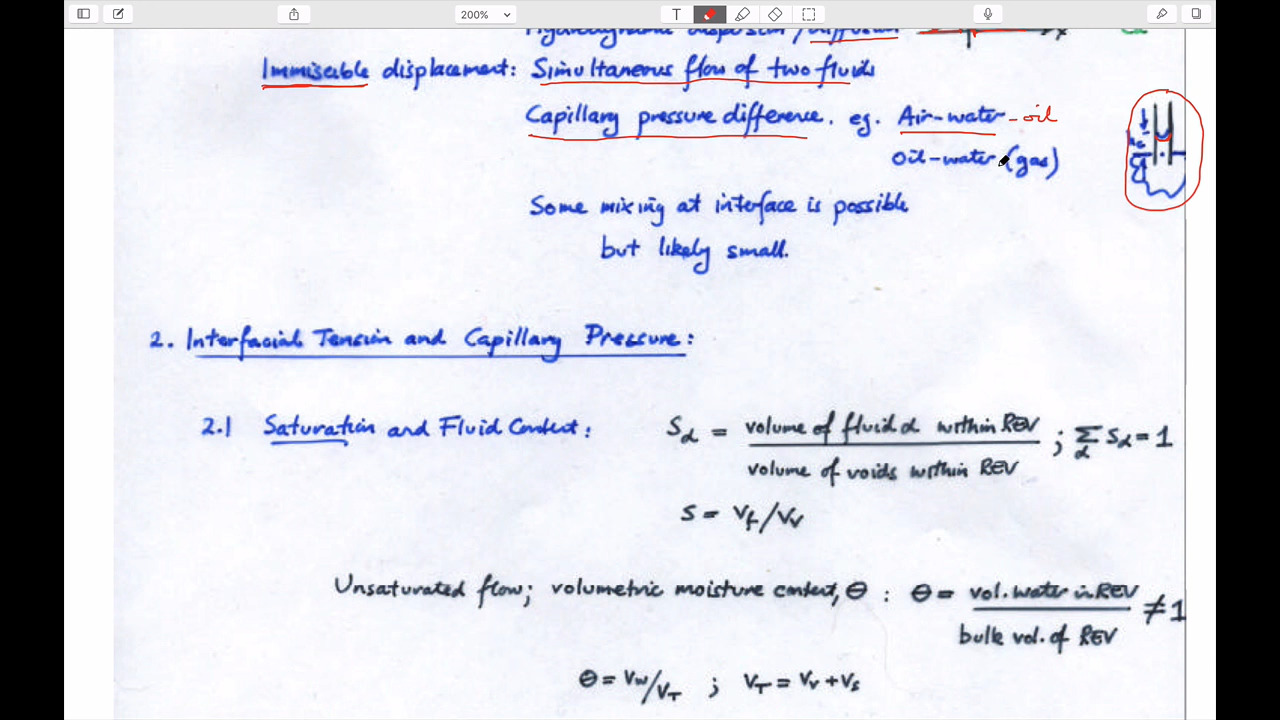 200%
T
Hydrodynamic dispersion / diffusion
Immiscible displacement: Simultaneous flow of two fluids
Capillary pressure difference. eg. Air-water - oil
Oil-water (gas)
Some mixing at interface is possible
but likely small.
2. Interfacial Tension and Capillary Pressure:
2.1 Saturation and Fluid Content: Sα = volume of fluid α within REV / volume of voids within REV ; Σα Sα = 1
S = Vf/Vv
Unsaturated flow; volumetric moisture content, θ : θ = vol. water in REV / bulk vol. of REV ≠ 1
θ = Vw/VT ; VT = Vv + Vs